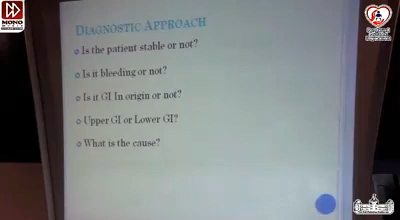 MONO
DIAGNOSTIC APPROACH
Is the patient stable or not?
Is it bleeding or not?
Is it GI In origin or not?
Upper GI or Lower GI?
What is the cause?